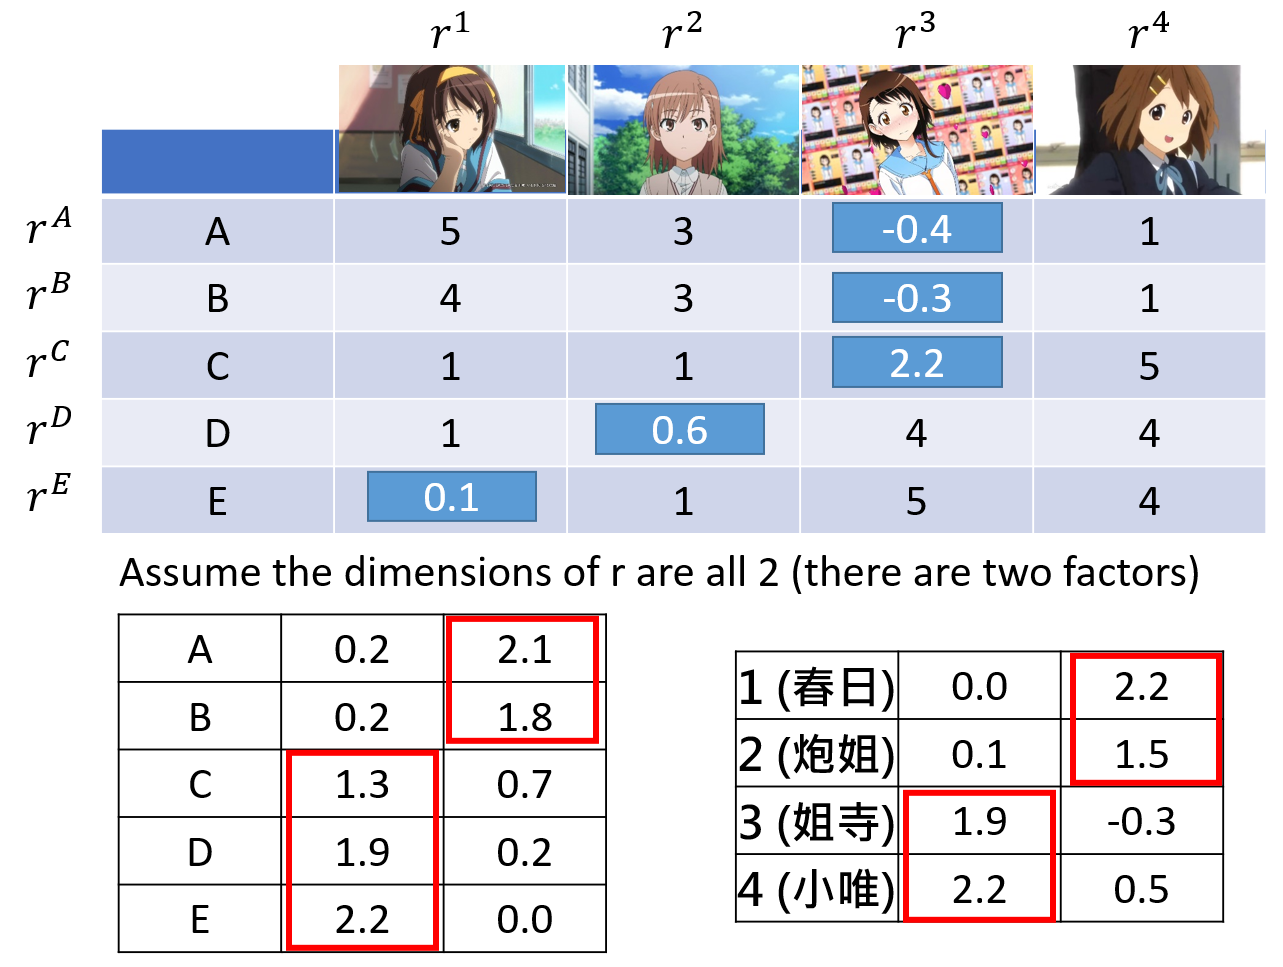 r¹ r² r³ r⁴
r^A A 5 3 -0.4 1
r^B B 4 3 -0.3 1
r^C C 1 1 2.2 5
r^D D 1 0.6 4 4
r^E E 0.1 1 5 4
Assume the dimensions of r are all 2 (there are two factors)
A 0.2 2.1
B 0.2 1.8
C 1.3 0.7
D 1.9 0.2
E 2.2 0.0
1 (春日) 0.0 2.2
2 (炮姐) 0.1 1.5
3 (姐寺) 1.9 -0.3
4 (小唯) 2.2 0.5